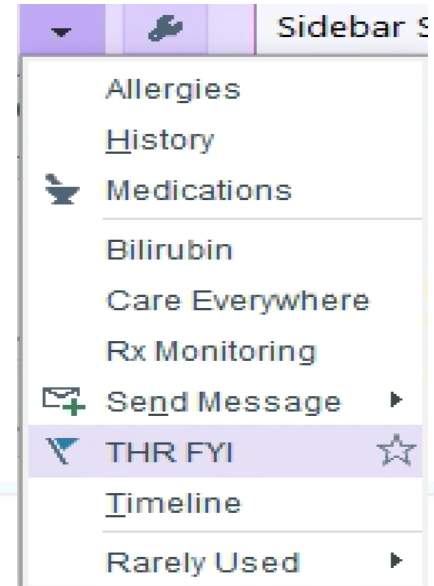 Sidebar S
Allergies
History
Medications
Bilirubin
Care Everywhere
Rx Monitoring
Send Message
THR FYI
Timeline
Rarely Used